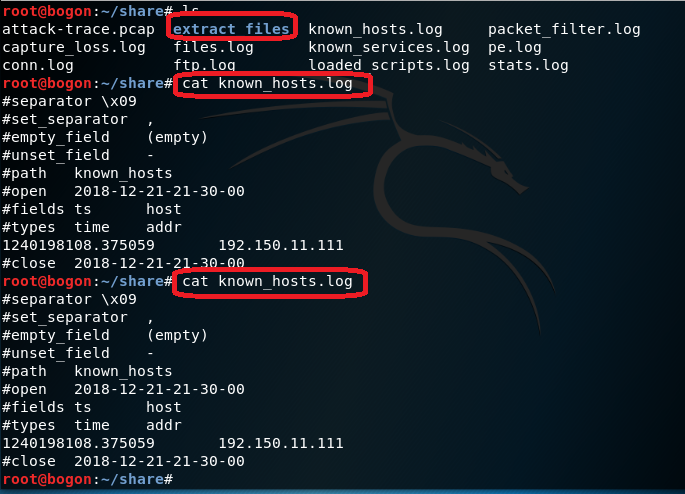 root@bogon:~/share# ls
attack-trace.pcap  extract_files  known_hosts.log     packet_filter.log
capture_loss.log   files.log      known_services.log  pe.log
conn.log           ftp.log        loaded_scripts.log  stats.log
root@bogon:~/share# cat known_hosts.log
#separator \x09
#set_separator  ,
#empty_field    (empty)
#unset_field    -
#path   known_hosts
#open   2018-12-21-21-30-00
#fields ts      host
#types  time    addr
1240198108.375059       192.150.11.111
#close  2018-12-21-21-30-00
root@bogon:~/share# cat known_hosts.log
#separator \x09
#set_separator  ,
#empty_field    (empty)
#unset_field    -
#path   known_hosts
#open   2018-12-21-21-30-00
#fields ts      host
#types  time    addr
1240198108.375059       192.150.11.111
#close  2018-12-21-21-30-00
root@bogon:~/share#